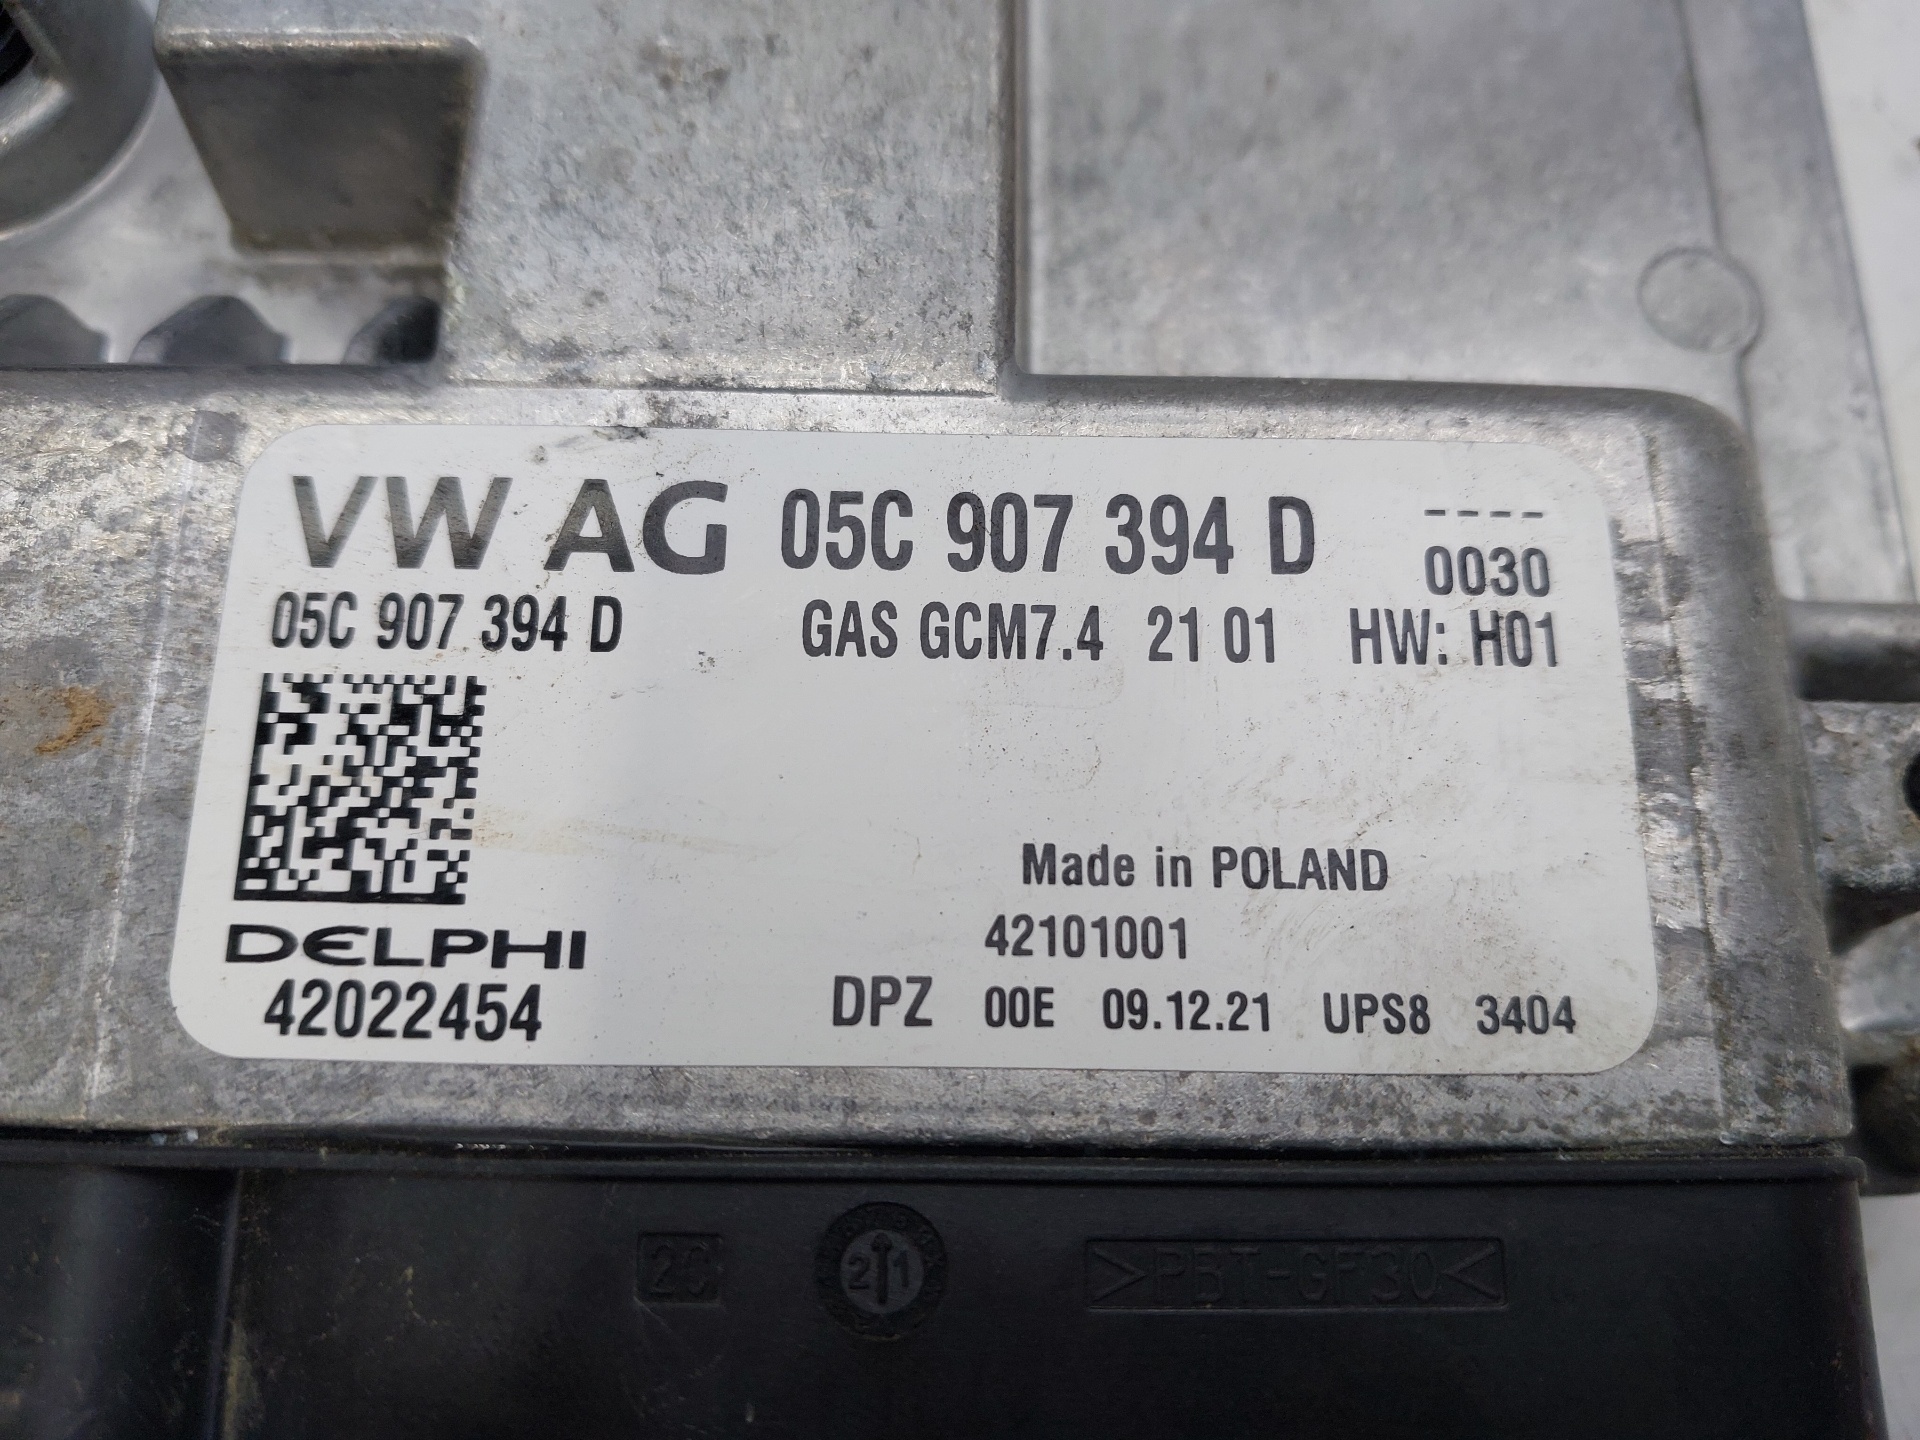 VW AG 05C 907 394 D ----
0030
05C 907 394 D GAS GCM7.4 21 01 HW: H01
Made in POLAND
DELPHI 42101001
42022454 DPZ 00E 09.12.21 UPS8 3404
21 >PBT-GF30<